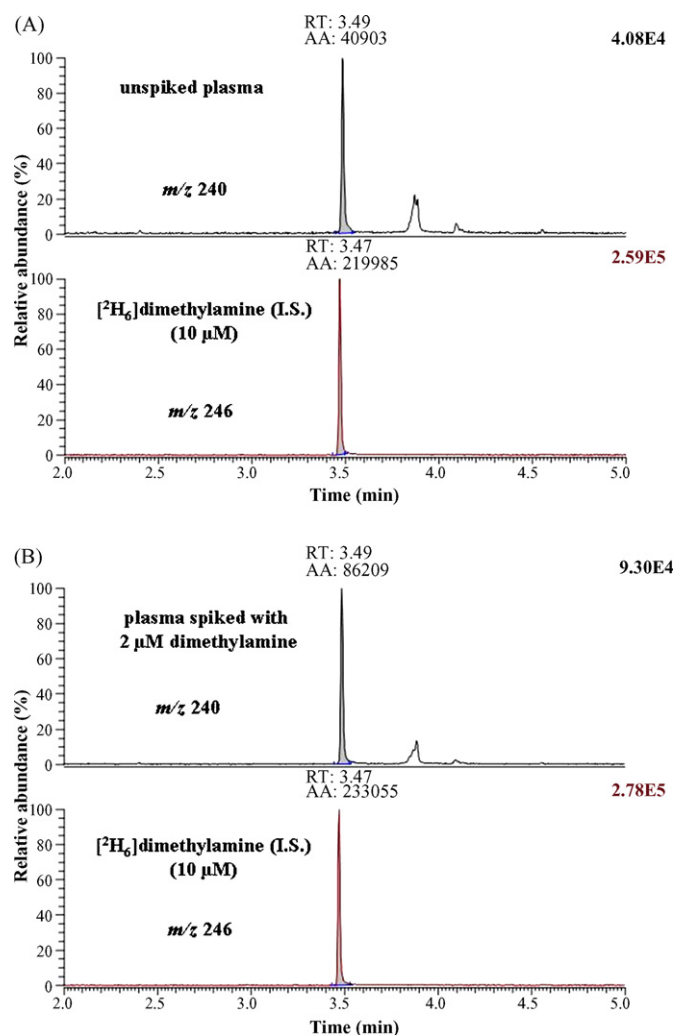 (A)
RT: 3.49
AA: 40903
4.08E4
100
80
60
40
20
0
unspiked plasma
m/z 240
Relative abundance (%)
RT: 3.47
AA: 219985
2.59E5
100
80
60
40
20
0
[²H₆]dimethylamine (I.S.)
(10 µM)
m/z 246
2.0 2.5 3.0 3.5 4.0 4.5 5.0
Time (min)
(B)
RT: 3.49
AA: 86209
9.30E4
100
80
60
40
20
0
plasma spiked with
2 µM dimethylamine
m/z 240
Relative abundance (%)
RT: 3.47
AA: 233055
2.78E5
100
80
60
40
20
0
[²H₆]dimethylamine (I.S.)
(10 µM)
m/z 246
2.0 2.5 3.0 3.5 4.0 4.5 5.0
Time (min)